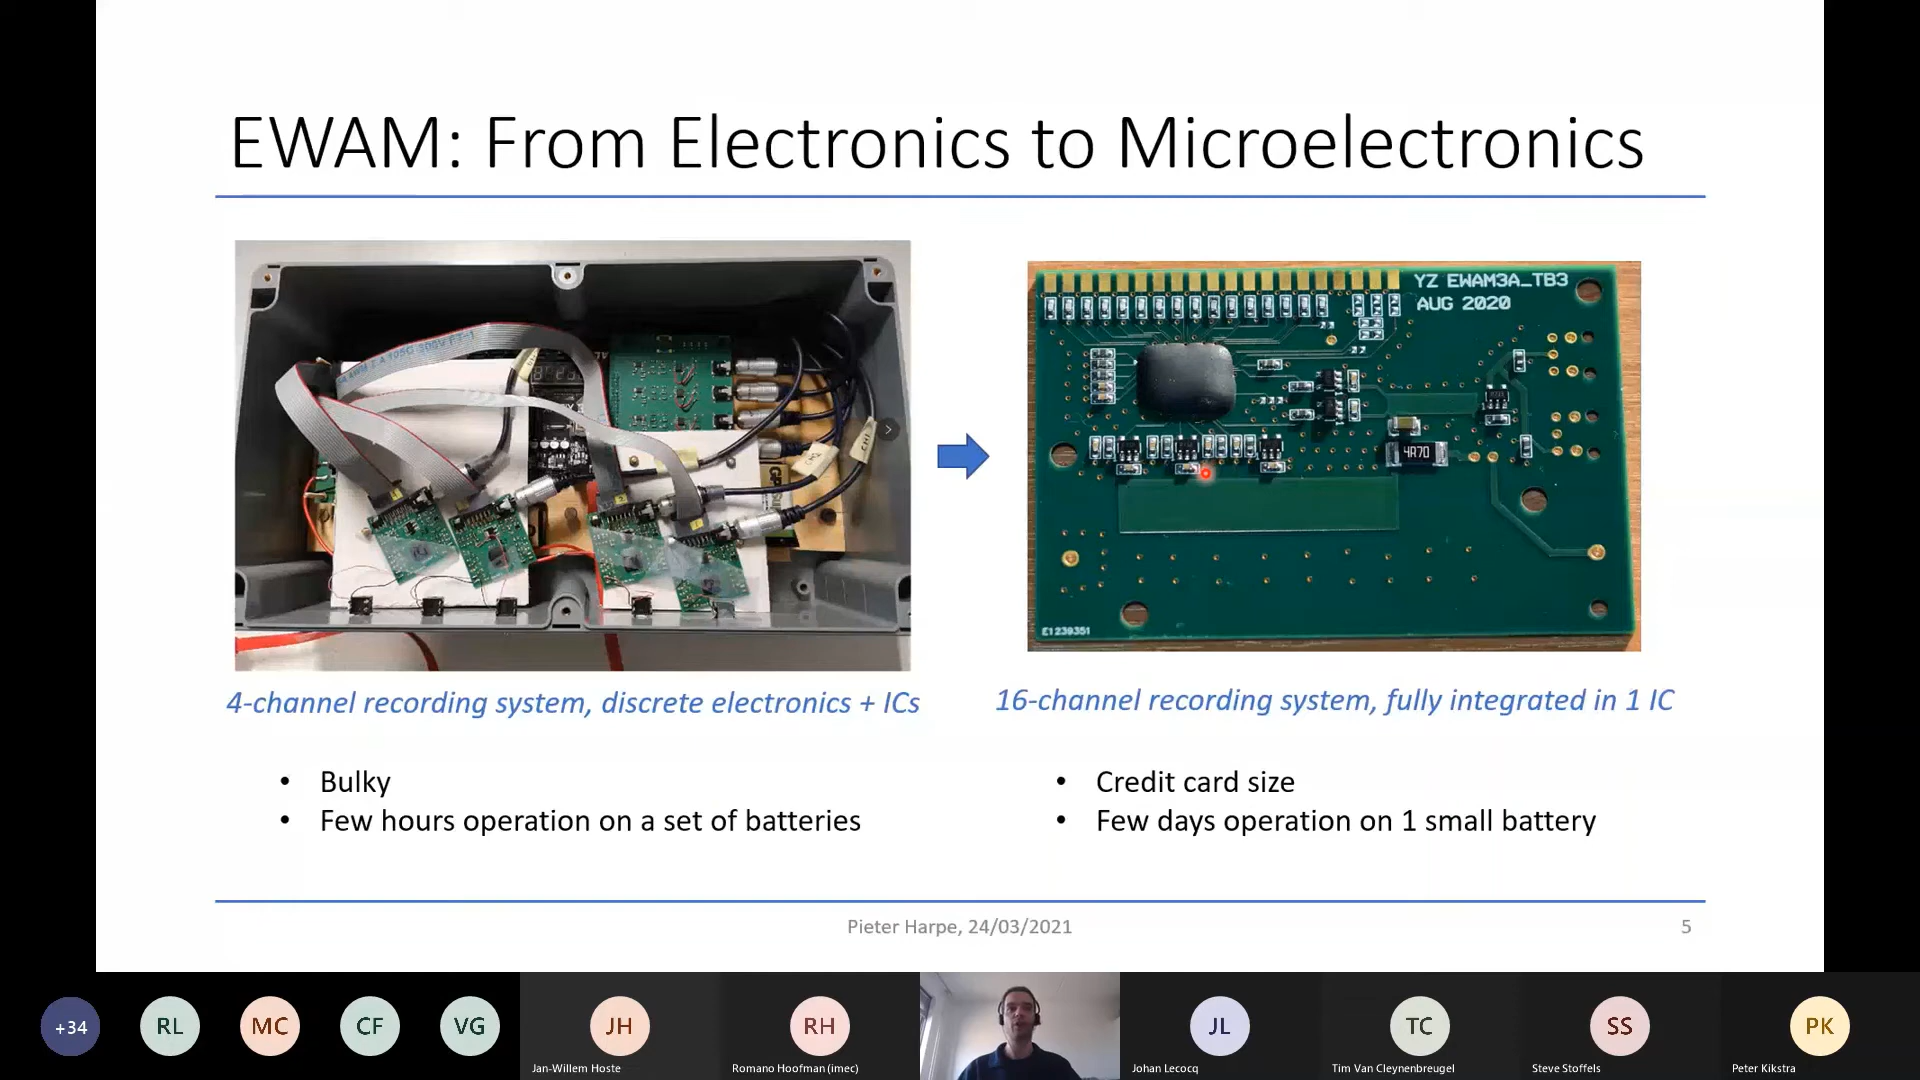 EWAM: From Electronics to Microelectronics
YZ EWAM3A_TB3
AUG 2020
CH2
CH1
4R70
E1239351
4-channel recording system, discrete electronics + ICs
16-channel recording system, fully integrated in 1 IC
• Bulky
• Few hours operation on a set of batteries
• Credit card size
• Few days operation on 1 small battery
Pieter Harpe, 24/03/2021
5
+34
RL
MC
CF
VG
JH
RH
JL
TC
SS
PK
Jan-Willem Hoste
Romano Hoofman (imec)
Johan Lecocq
Tim Van Cleynenbreugel
Steve Stoffels
Peter Kikstra